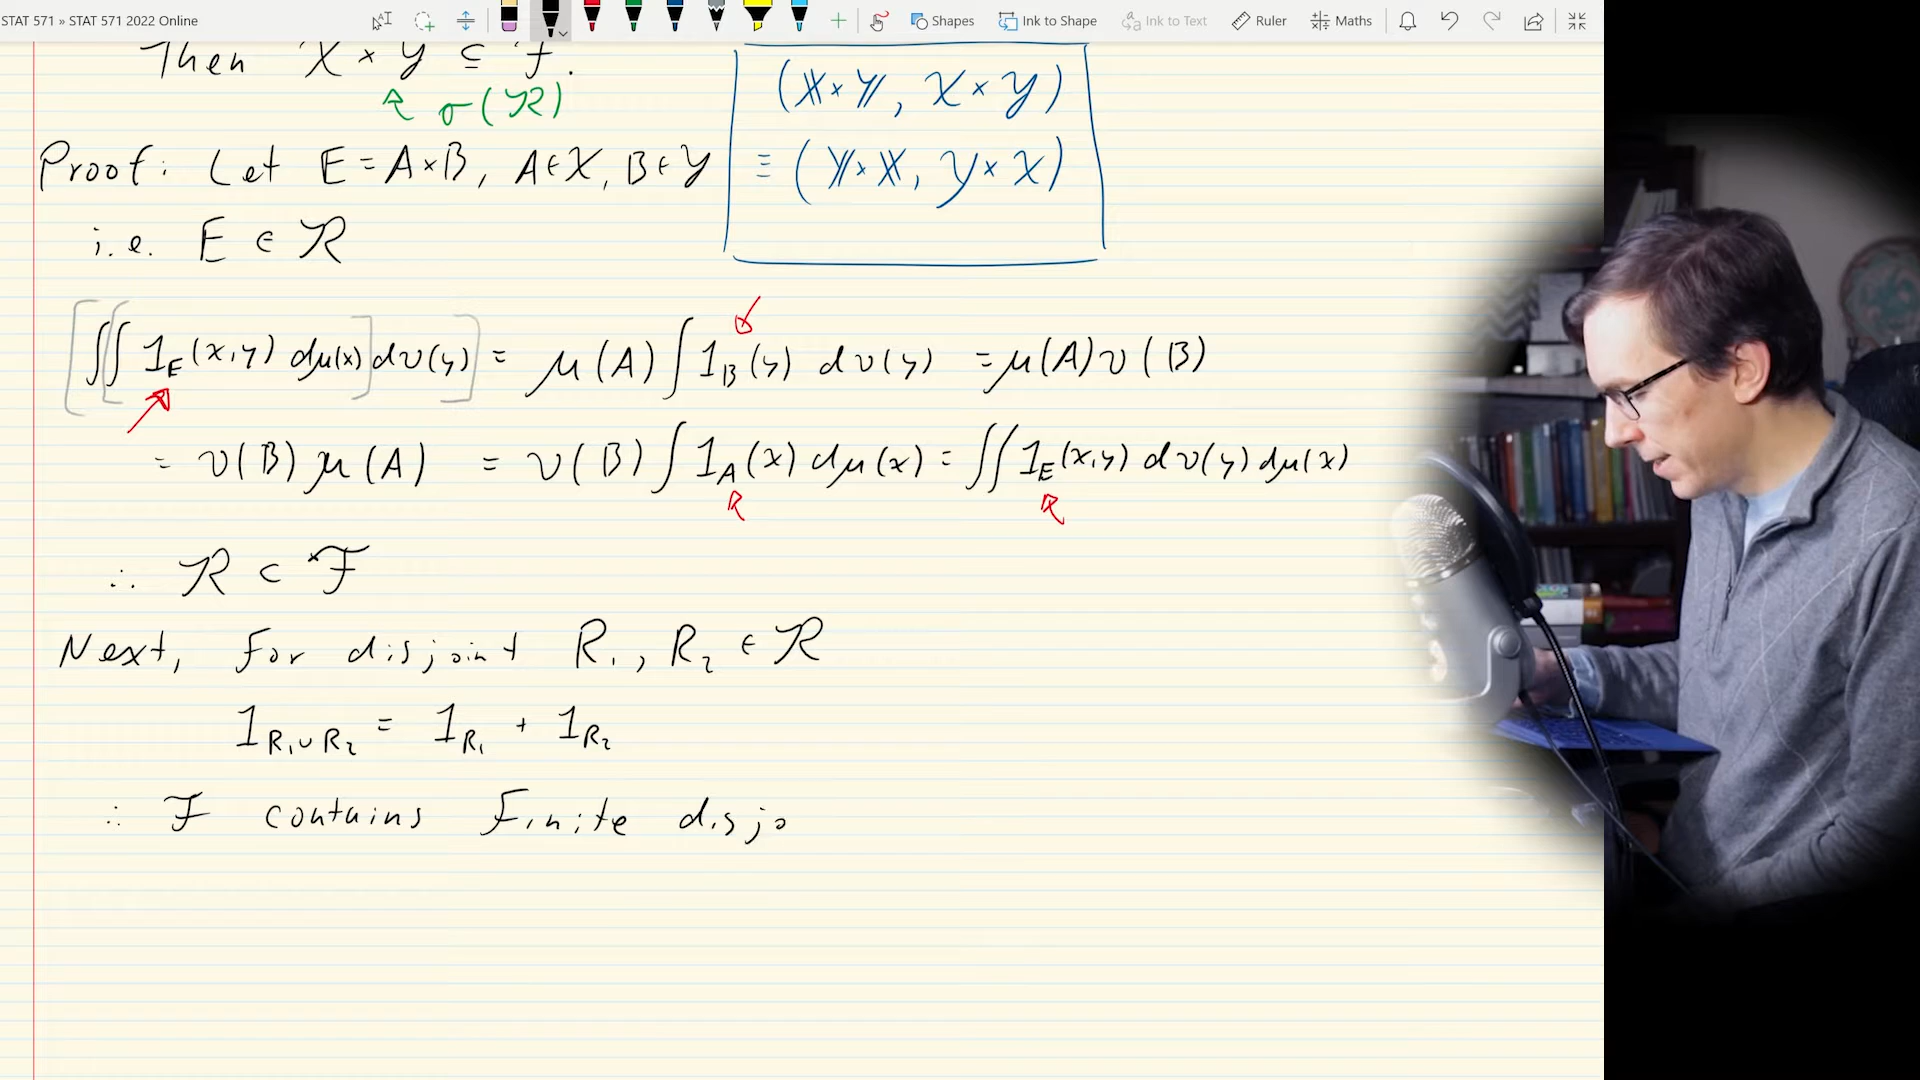 STAT 571 » STAT 571 2022 Online
Shapes Ink to Shape Ink to Text Ruler Maths
Then 𝒳 × 𝒴 ⊆ ℱ.
↖ σ(ℛ)
(𝕏×𝕐, 𝒳×𝒴)
≡ (𝕐×𝕏, 𝒴×𝒳)
Proof: Let E = A×B, A∈𝒳, B∈𝒴
i.e. E ∈ ℛ
[∫[∫ 1_E(x,y) dμ(x)] dν(y)] = μ(A) ∫ 1_B(y) dν(y) = μ(A)ν(B)
= ν(B)μ(A) = ν(B) ∫ 1_A(x) dμ(x) = ∫∫ 1_E(x,y) dν(y)dμ(x)
∴ ℛ ⊂ ℱ
Next, for disjoint R₁, R₂ ∈ ℛ
1_{R₁∪R₂} = 1_{R₁} + 1_{R₂}
∴ ℱ contains finite disjo